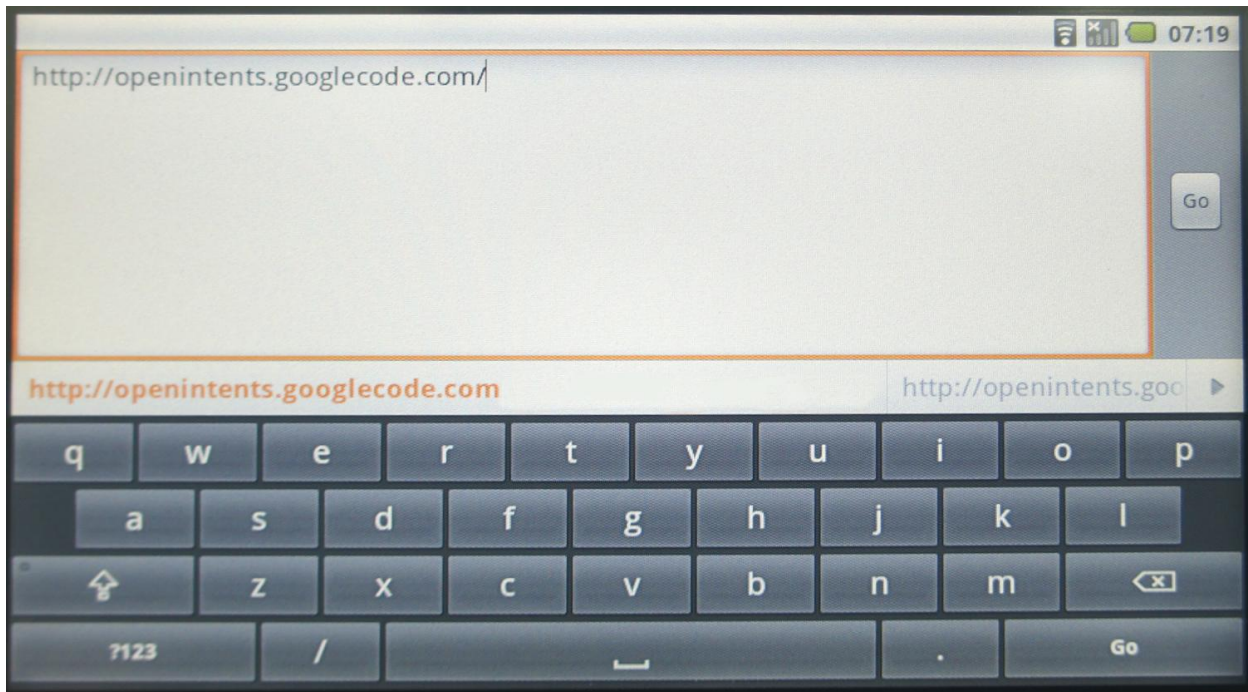 07:19
http://openintents.googlecode.com/
Go
http://openintents.googlecode.com http://openintents.goo
q w e r t y u i o p
a s d f g h j k l
z x c v b n m
?123 / . Go